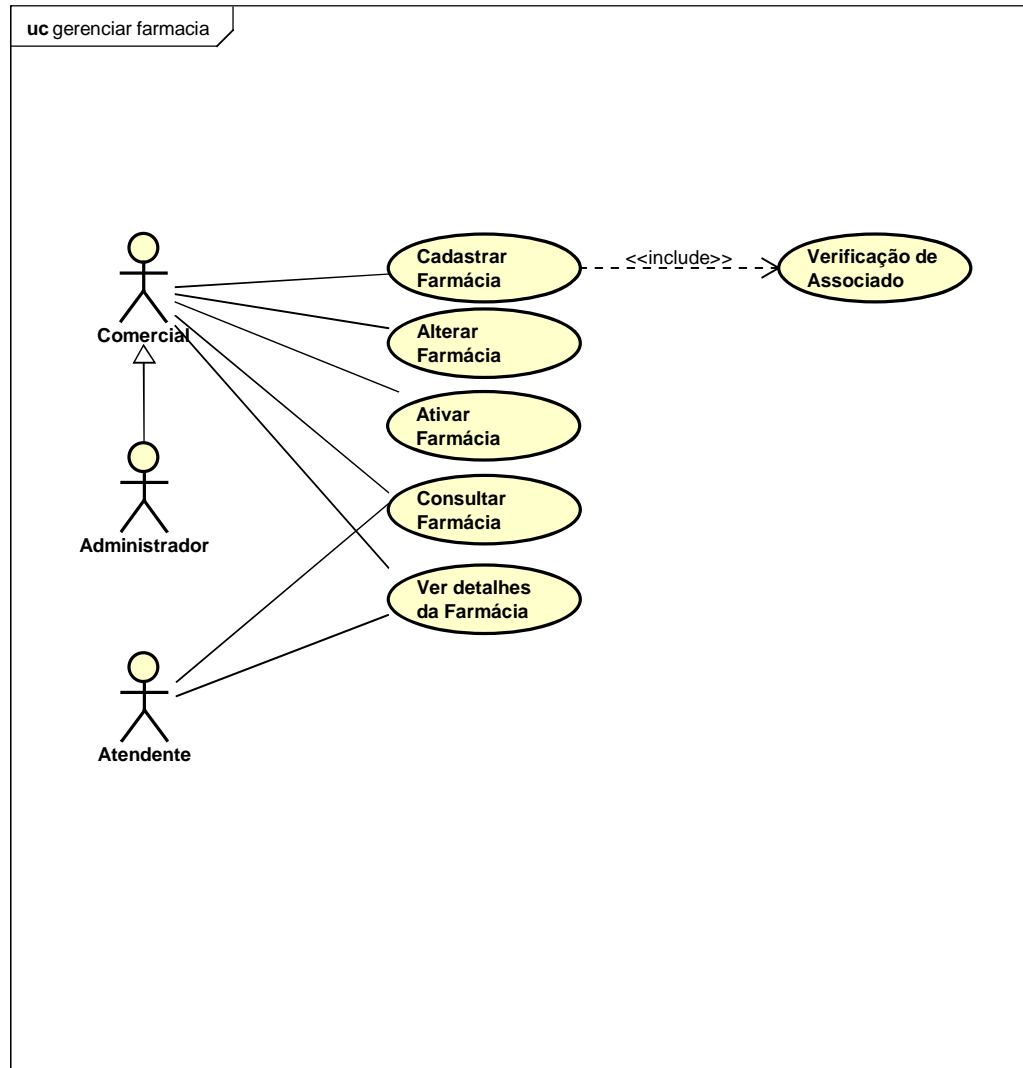 uc gerenciar farmacia
Cadastrar
Farmácia
<<include>>
Verificação de
Associado
Comercial
Alterar
Farmácia
Ativar
Farmácia
Administrador
Consultar
Farmácia
Ver detalhes
da Farmácia
Atendente